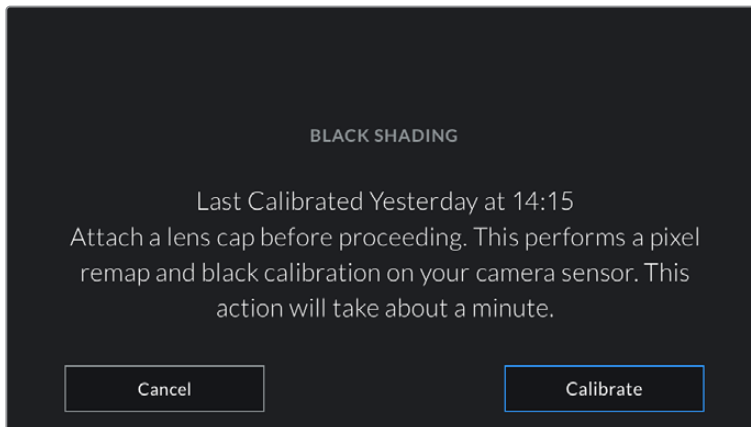 BLACK SHADING
Last Calibrated Yesterday at 14:15
Attach a lens cap before proceeding. This performs a pixel
remap and black calibration on your camera sensor. This
action will take about a minute.
Cancel
Calibrate